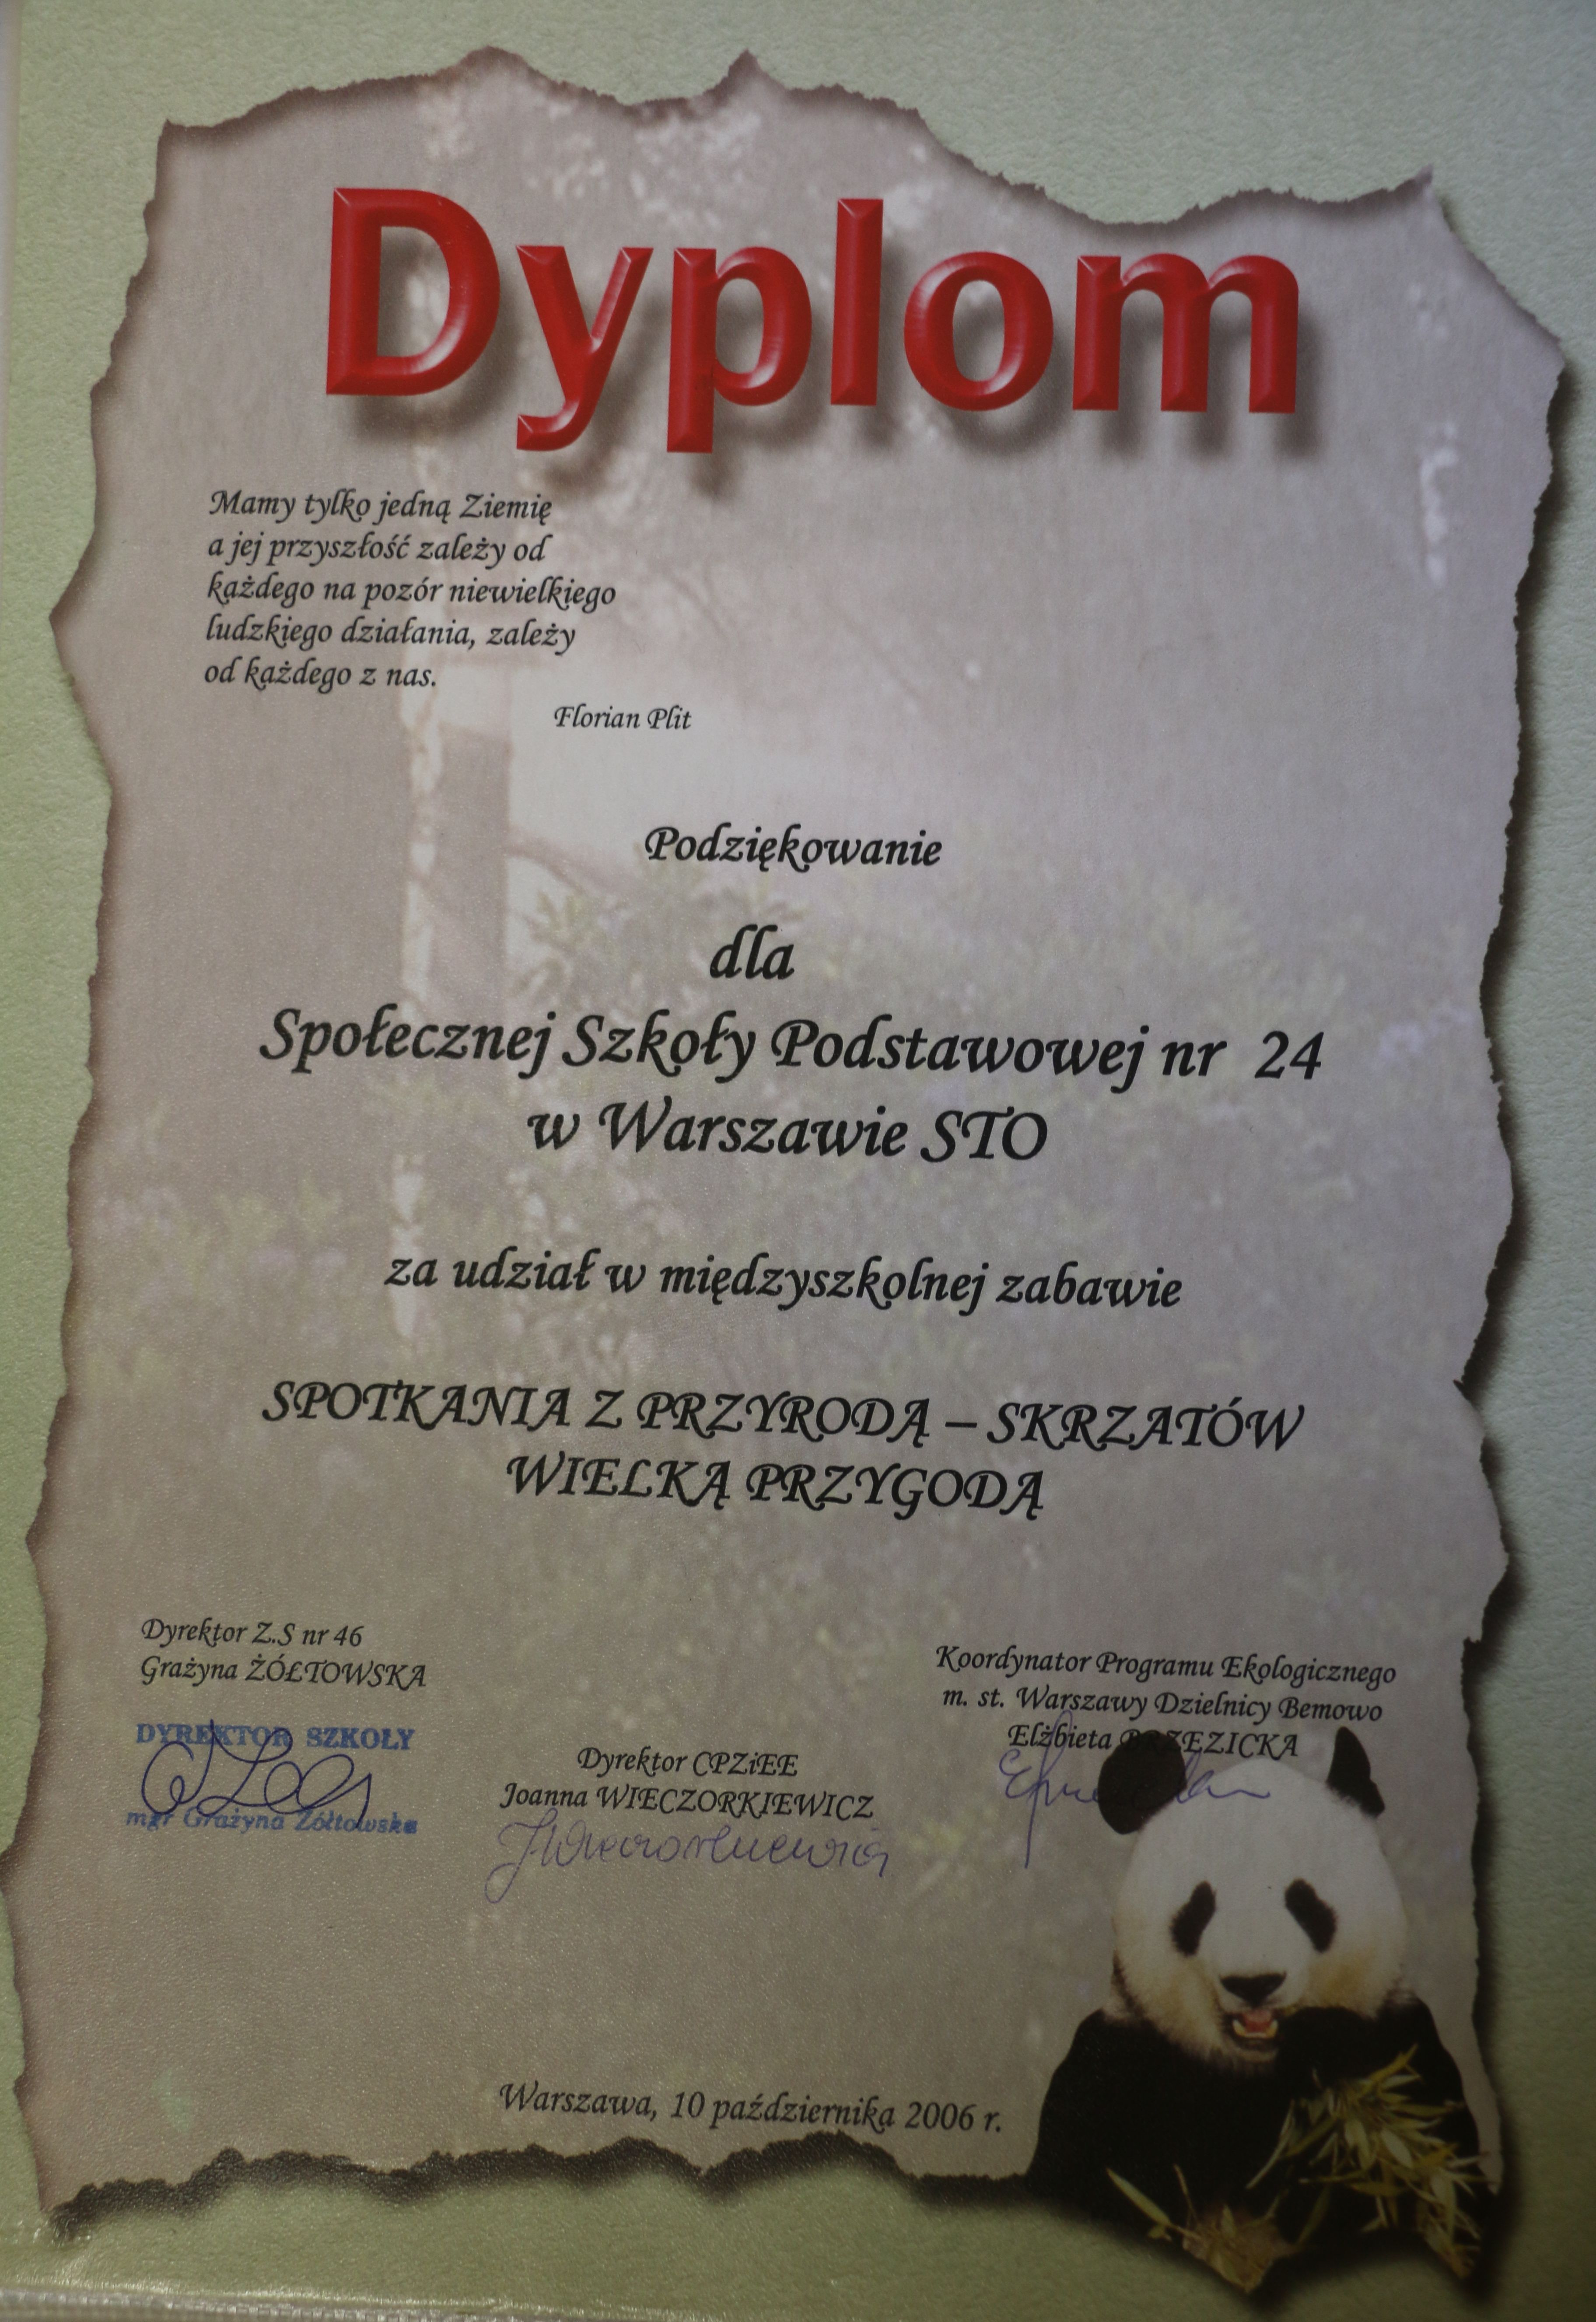 Dyplom
Mamy tylko jedną Ziemię
a jej przyszłość zależy od
każdego na pozór niewielkiego
ludzkiego działania, zależy
od każdego z nas.
Florian Plit
Podziękowanie
dla
Społecznej Szkoły Podstawowej nr 24
w Warszawie STO
za udział w międzyszkolnej zabawie
SPOTKANIA Z PRZYRODĄ – SKRZATÓW
WIELKĄ PRZYGODĄ
Dyrektor Z.S nr 46
Grażyna ŻÓŁTOWSKA
DYREKTOR SZKOŁY
mgr Grażyna Żółtowska
Dyrektor CPZiEE
Joanna WIECZORKIEWICZ
JWieczorkiewicz
Koordynator Programu Ekologicznego
m. st. Warszawy Dzielnicy Bemowo
Elżbieta BRZEZICKA
Warszawa, 10 października 2006 r.